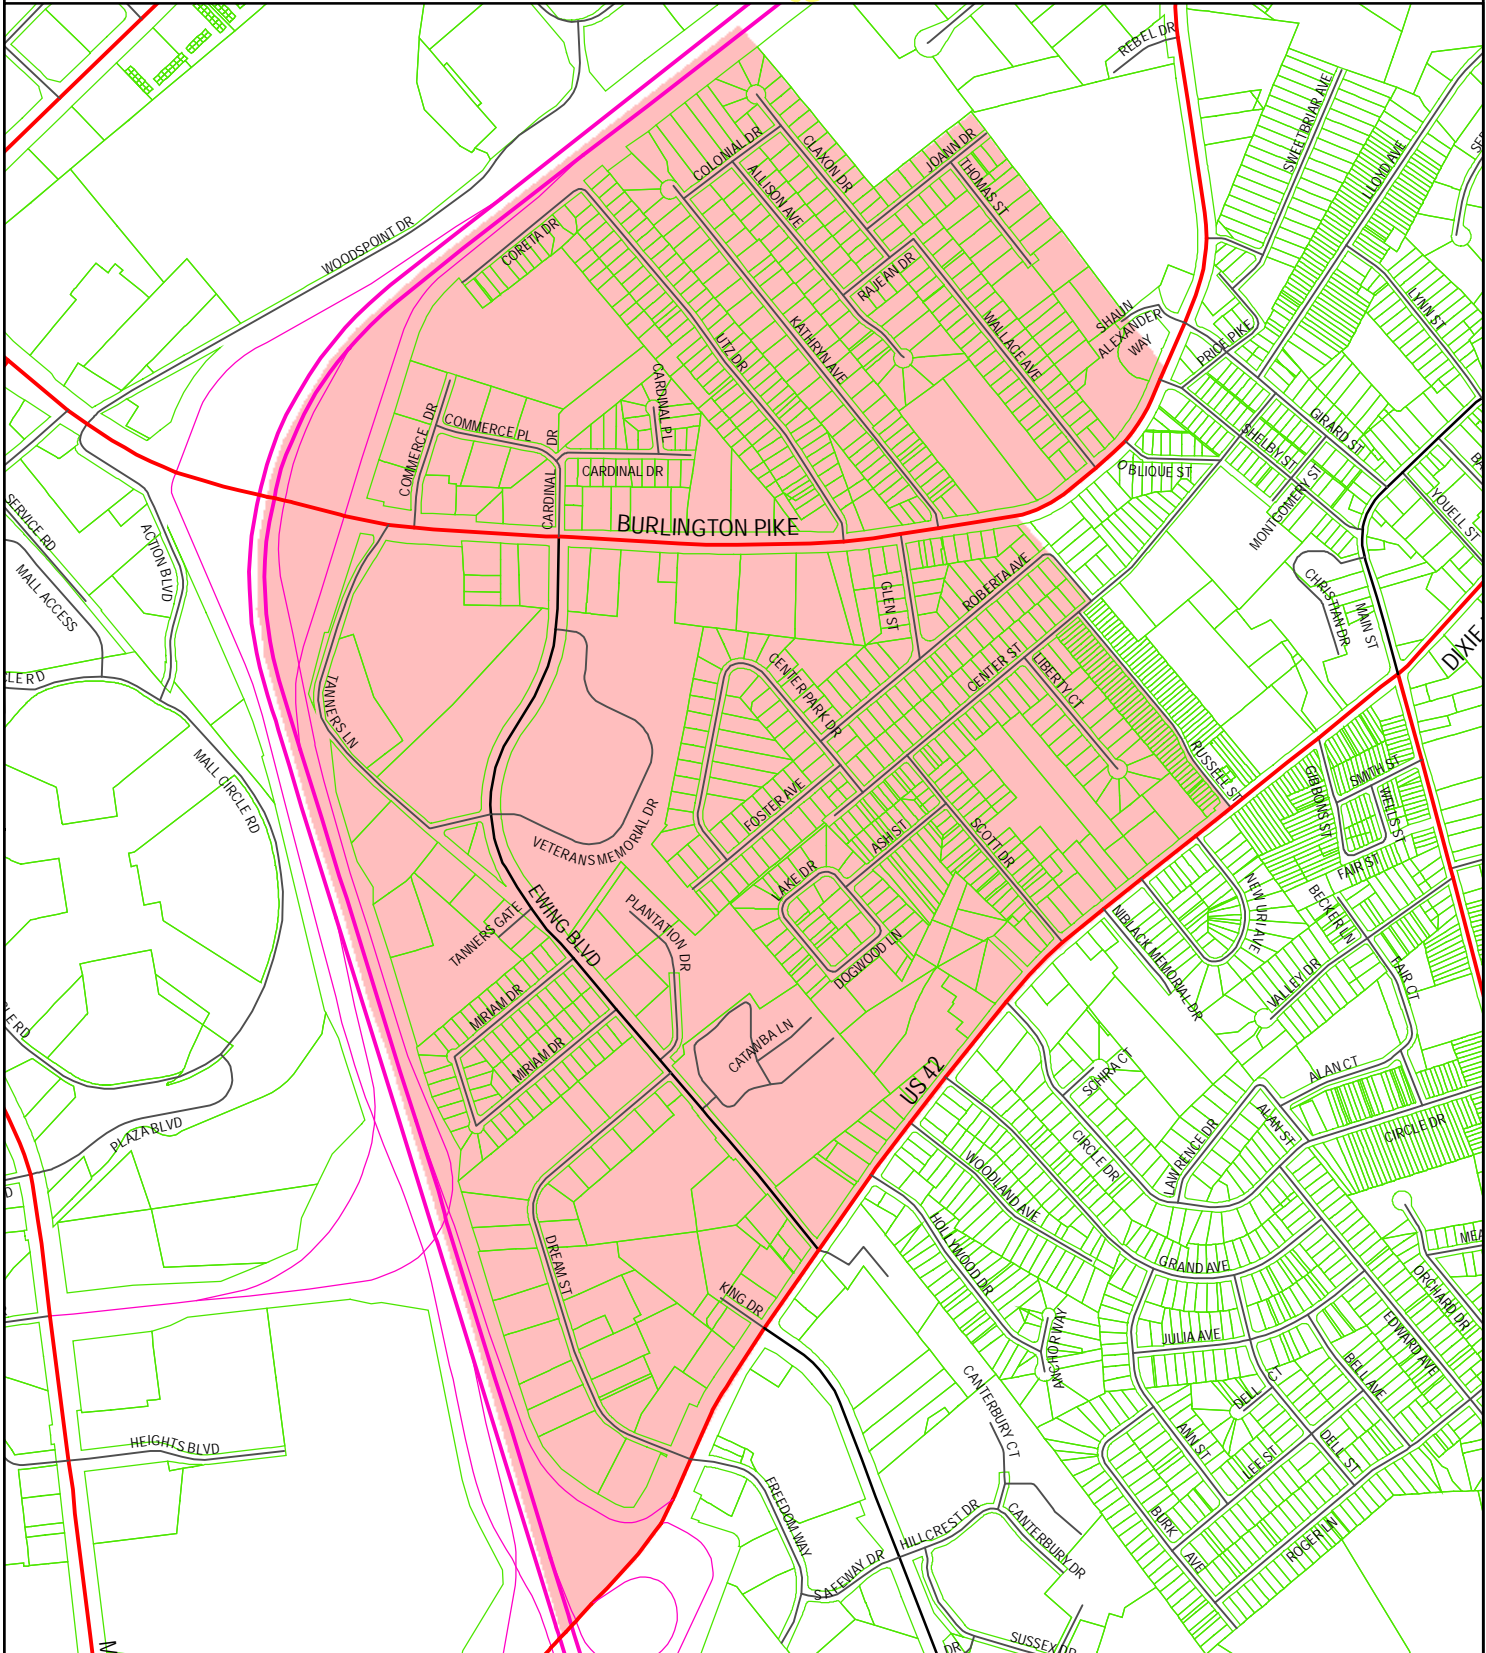 REBEL DR
SWEETBRIAR AVE
LLOYD AVE
COLONIAL DR
CLAXON DR
JOANN DR
THOMAS ST
ALLISON AVE
WOODSPOINT DR
CORETA DR
RAJEAN DR
LYNN ST
SHAUN
ALEXANDER
WAY
PRICE PIKE
KATHRYN AVE
WALLACE AVE
UTZ DR
CARDINAL PL
COMMERCE DR
COMMERCE PL
CARDINAL DR
CARDINAL DR
GIRARD ST
SHELBY ST
OBLIQUE ST
MONTGOMERY ST
YOUELL ST
BURLINGTON PIKE
SERVICE RD
ACTION BLVD
MALL ACCESS
GLEN ST
ROBERTA AVE
CHRISTIAN DR
MAIN ST
DIXIE
CLE RD
TANNERS LN
CENTER PARK DR
CENTER ST
LIBERTY CT
RUSSELL ST
MALL CIRCLE RD
GIBBONS ST
SMITH ST
WELLS ST
FAIR ST
FOSTER AVE
VETERANS MEMORIAL DR
ASH ST
SCOTT DR
LAKE DR
EWING BLVD
TANNERS GATE
PLANTATION DR
DOGWOOD LN
NEW URI AVE
BECKER LN
NIBLACK MEMORIAL DR
VALLEY DR
FAIR CT
CLE RD
MIRIAM DR
MIRIAM DR
CATAWBA LN
US 42
SCHIRA CT
ALAN CT
ALAN ST
CIRCLE DR
CIRCLE DR
LAWRENCE DR
PLAZA BLVD
WOODLAND AVE
HOLLYWOOD DR
DREAM ST
KING DR
GRAND AVE
MEA
ORCHARD DR
EDWARD AVE
JULIA AVE
ANCHOR WAY
BELL AVE
DELL CT
CANTERBURY CT
ANN ST
LEE ST
DELL ST
HEIGHTS BLVD
FREEDOM WAY
SAFEWAY DR
HILLCREST DR
CANTERBURY DR
BURK AVE
ROGER LN
SUSSEX DR
DR
M